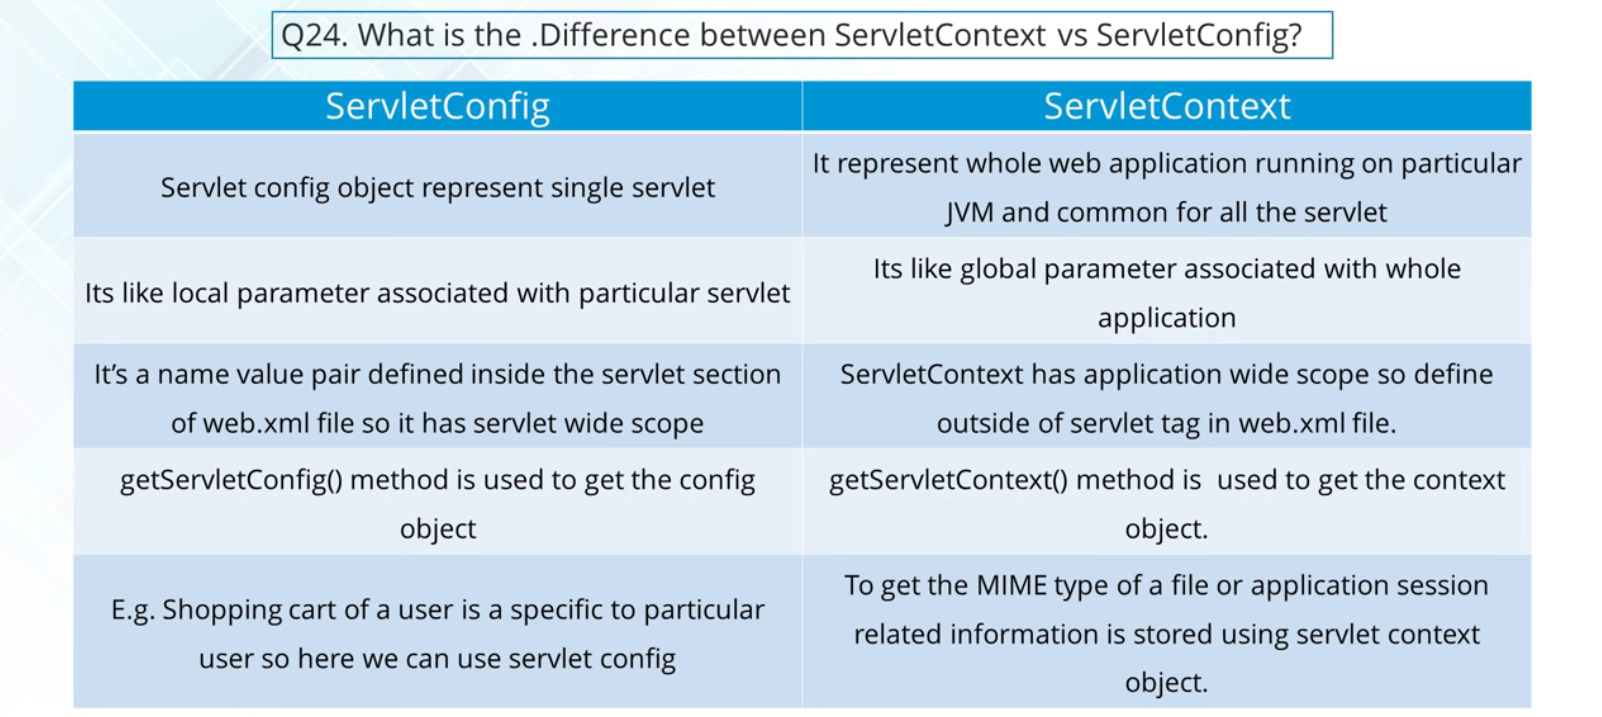 Q24. What is the .Difference between ServletContext vs ServletConfig?
ServletConfig
ServletContext
Servlet config object represent single servlet
It represent whole web application running on particular
JVM and common for all the servlet
Its like local parameter associated with particular servlet
Its like global parameter associated with whole
application
It's a name value pair defined inside the servlet section
of web.xml file so it has servlet wide scope
ServletContext has application wide scope so define
outside of servlet tag in web.xml file.
getServletConfig() method is used to get the config
object
getServletContext() method is  used to get the context
object.
E.g. Shopping cart of a user is a specific to particular
user so here we can use servlet config
To get the MIME type of a file or application session
related information is stored using servlet context
object.